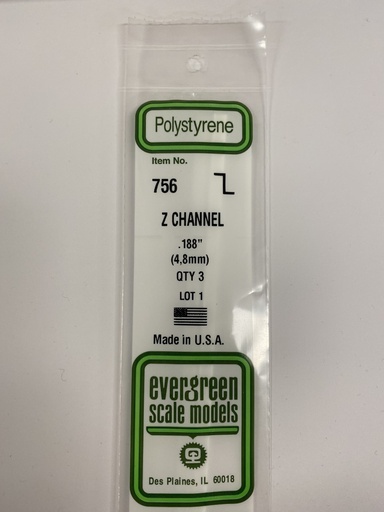 Polystyrene
Item No.
756
Z CHANNEL
.188"
(4,8mm)
QTY 3
LOT 1
Made in U.S.A.
evergreen
scale models
Des Plaines, IL 60018